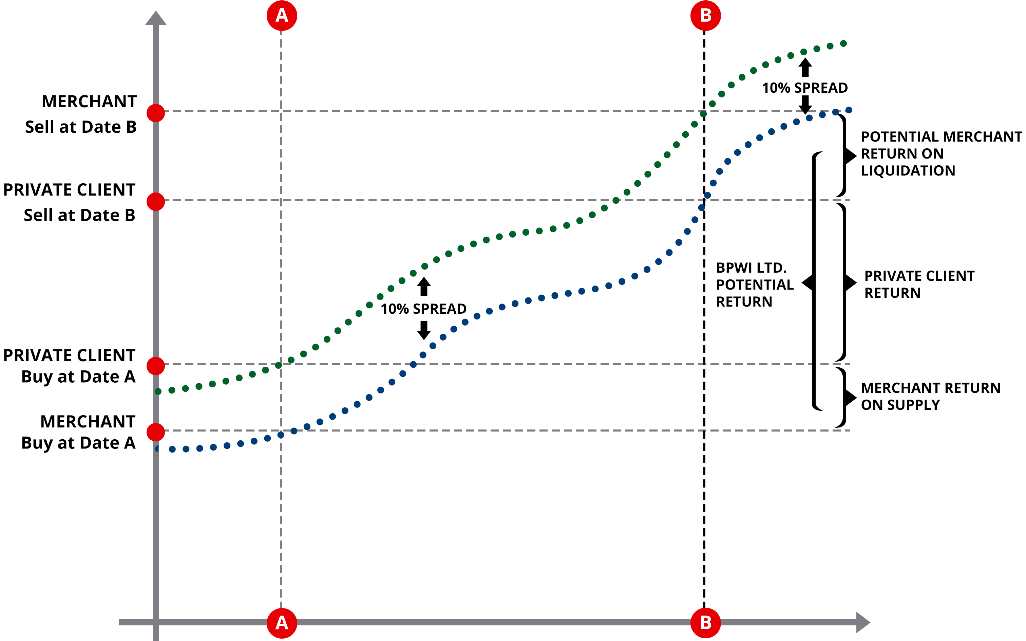 A
B
MERCHANT
Sell at Date B
PRIVATE CLIENT
Sell at Date B
PRIVATE CLIENT
Buy at Date A
MERCHANT
Buy at Date A
10% SPREAD
10% SPREAD
POTENTIAL MERCHANT
RETURN ON
LIQUIDATION
BPWI LTD.
POTENTIAL
RETURN
PRIVATE CLIENT
RETURN
MERCHANT RETURN
ON SUPPLY
A
B